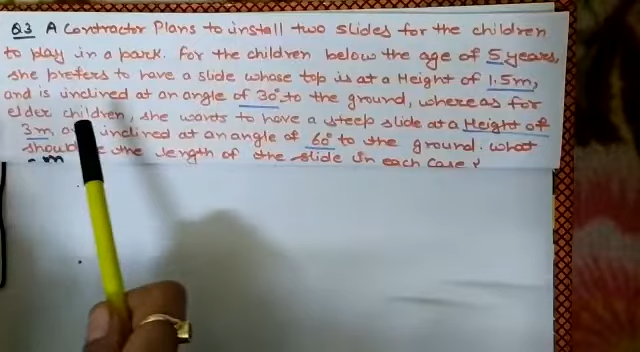 Q.3 A Contractor Plans to install two slides for the children
to play in a park. For the children below the age of 5 years,
she prefers to have a slide whose top is at a Height of 1.5m,
and is inclined at an angle of 30° to the ground, whereas for
elder children, she wants to have a steep slide at a Height of
3m inclined at an angle of 60° to the ground. what
the length of the slide in each case?